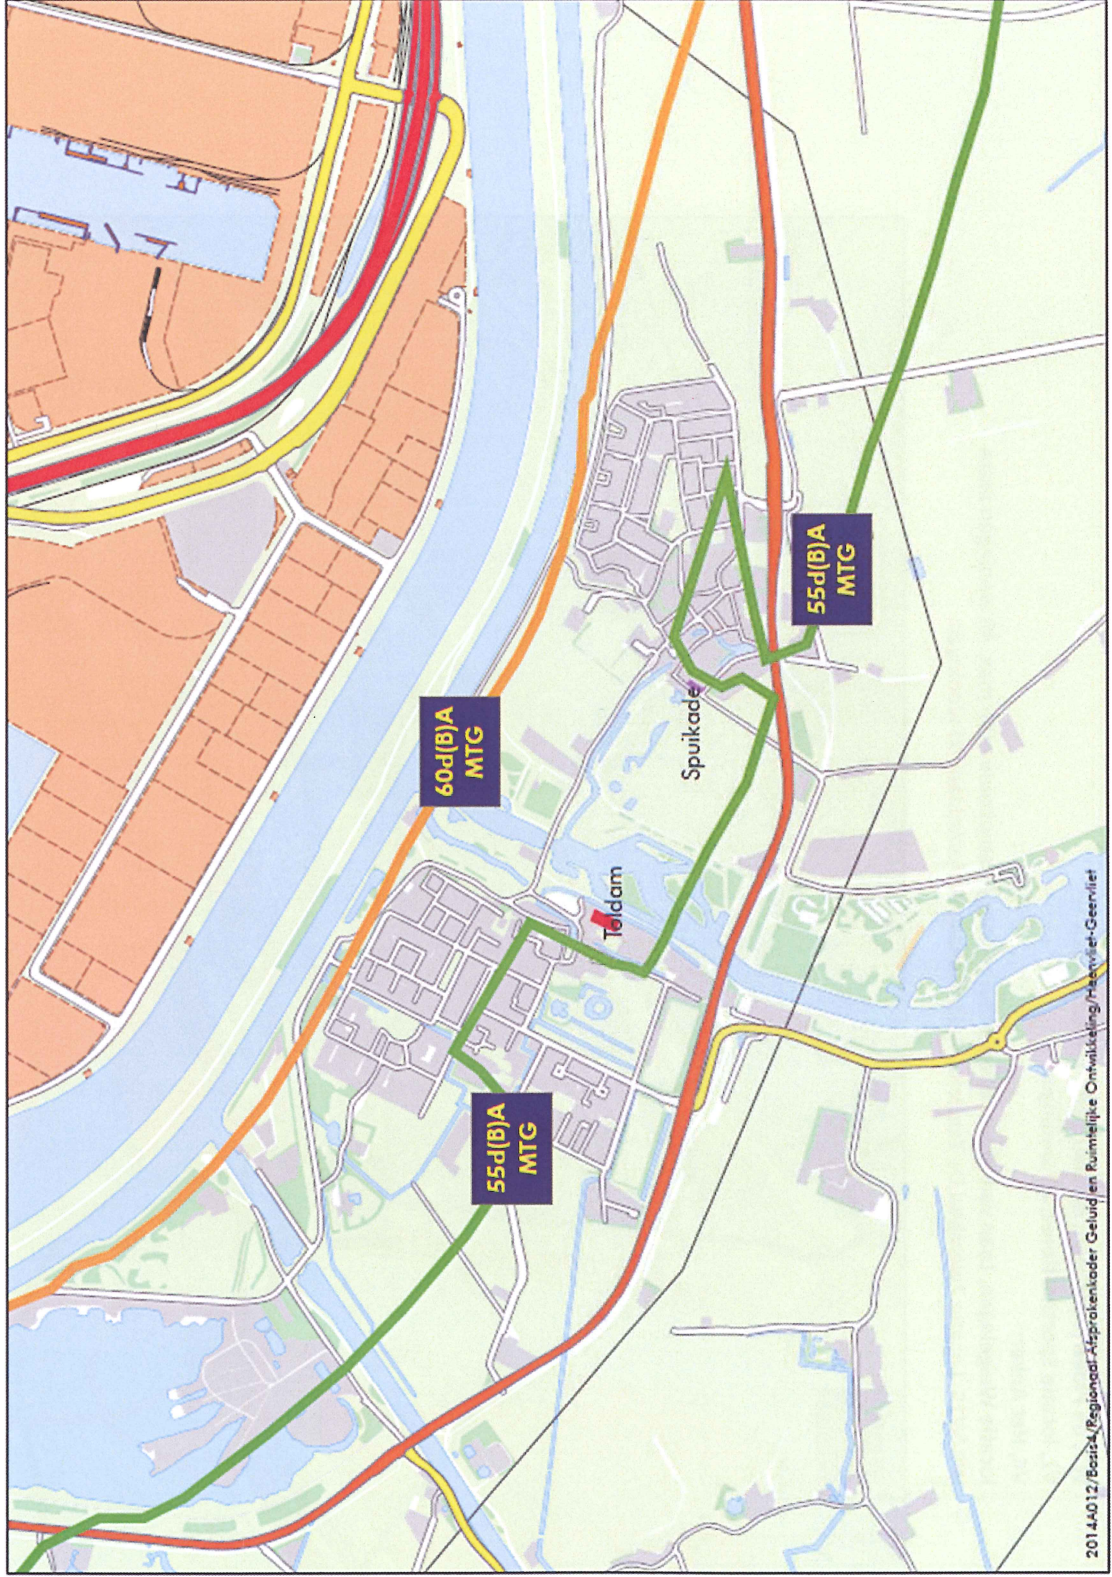 60d(B)A
MTG
55d(B)A
MTG
Spuikade
Toldam
55d(B)A
MTG
2014A012/Basis4/Regionaal Afsprakenkader Geluid en Ruimtelijke Ontwikkeling/Heenvliet-Geervliet